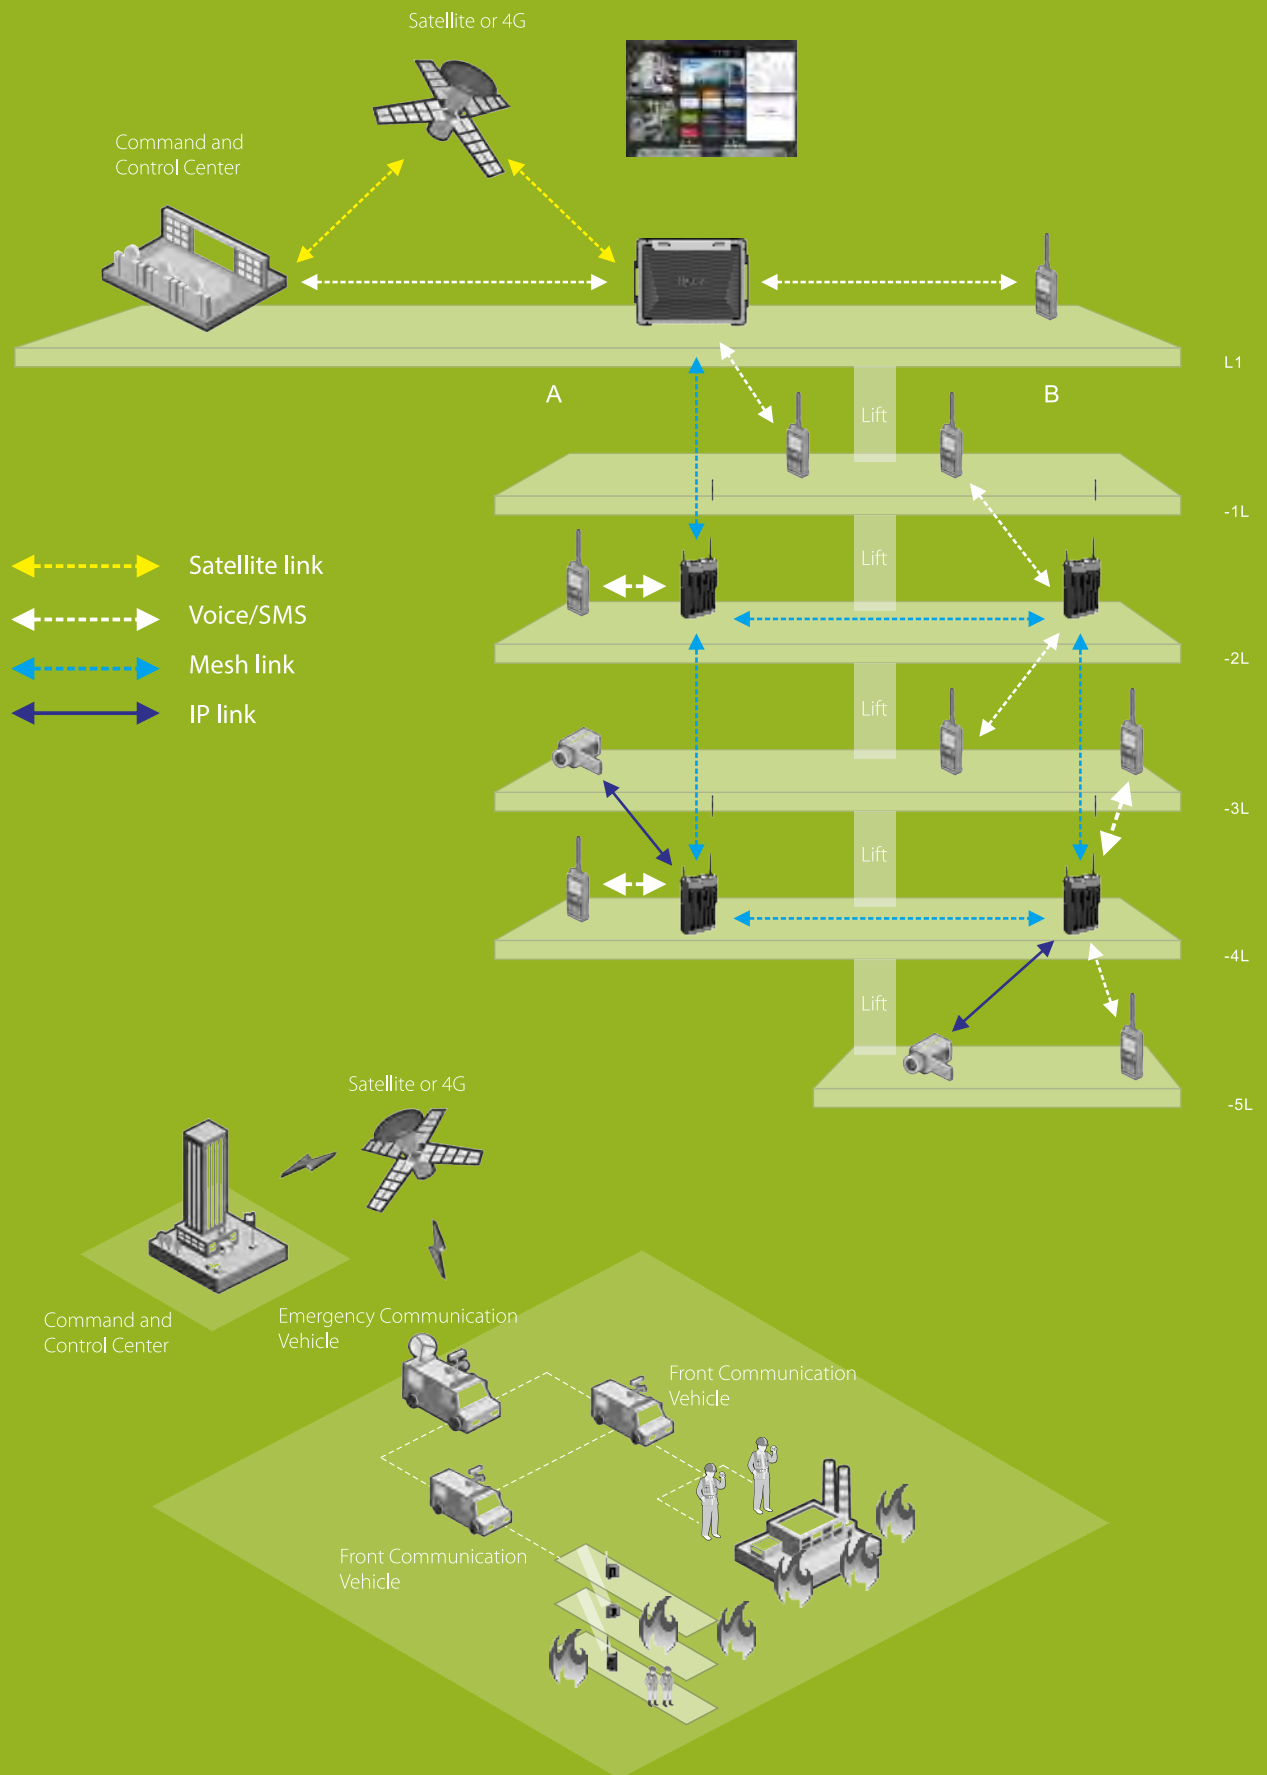 Satellite or 4G
Command and
Control Center
L1
A
B
Lift
-1L
Lift
Satellite link
Voice/SMS
Mesh link
IP link
-2L
Lift
-3L
Lift
-4L
Lift
-5L
Satellite or 4G
Command and
Control Center
Emergency Communication
Vehicle
Front Communication
Vehicle
Front Communication
Vehicle